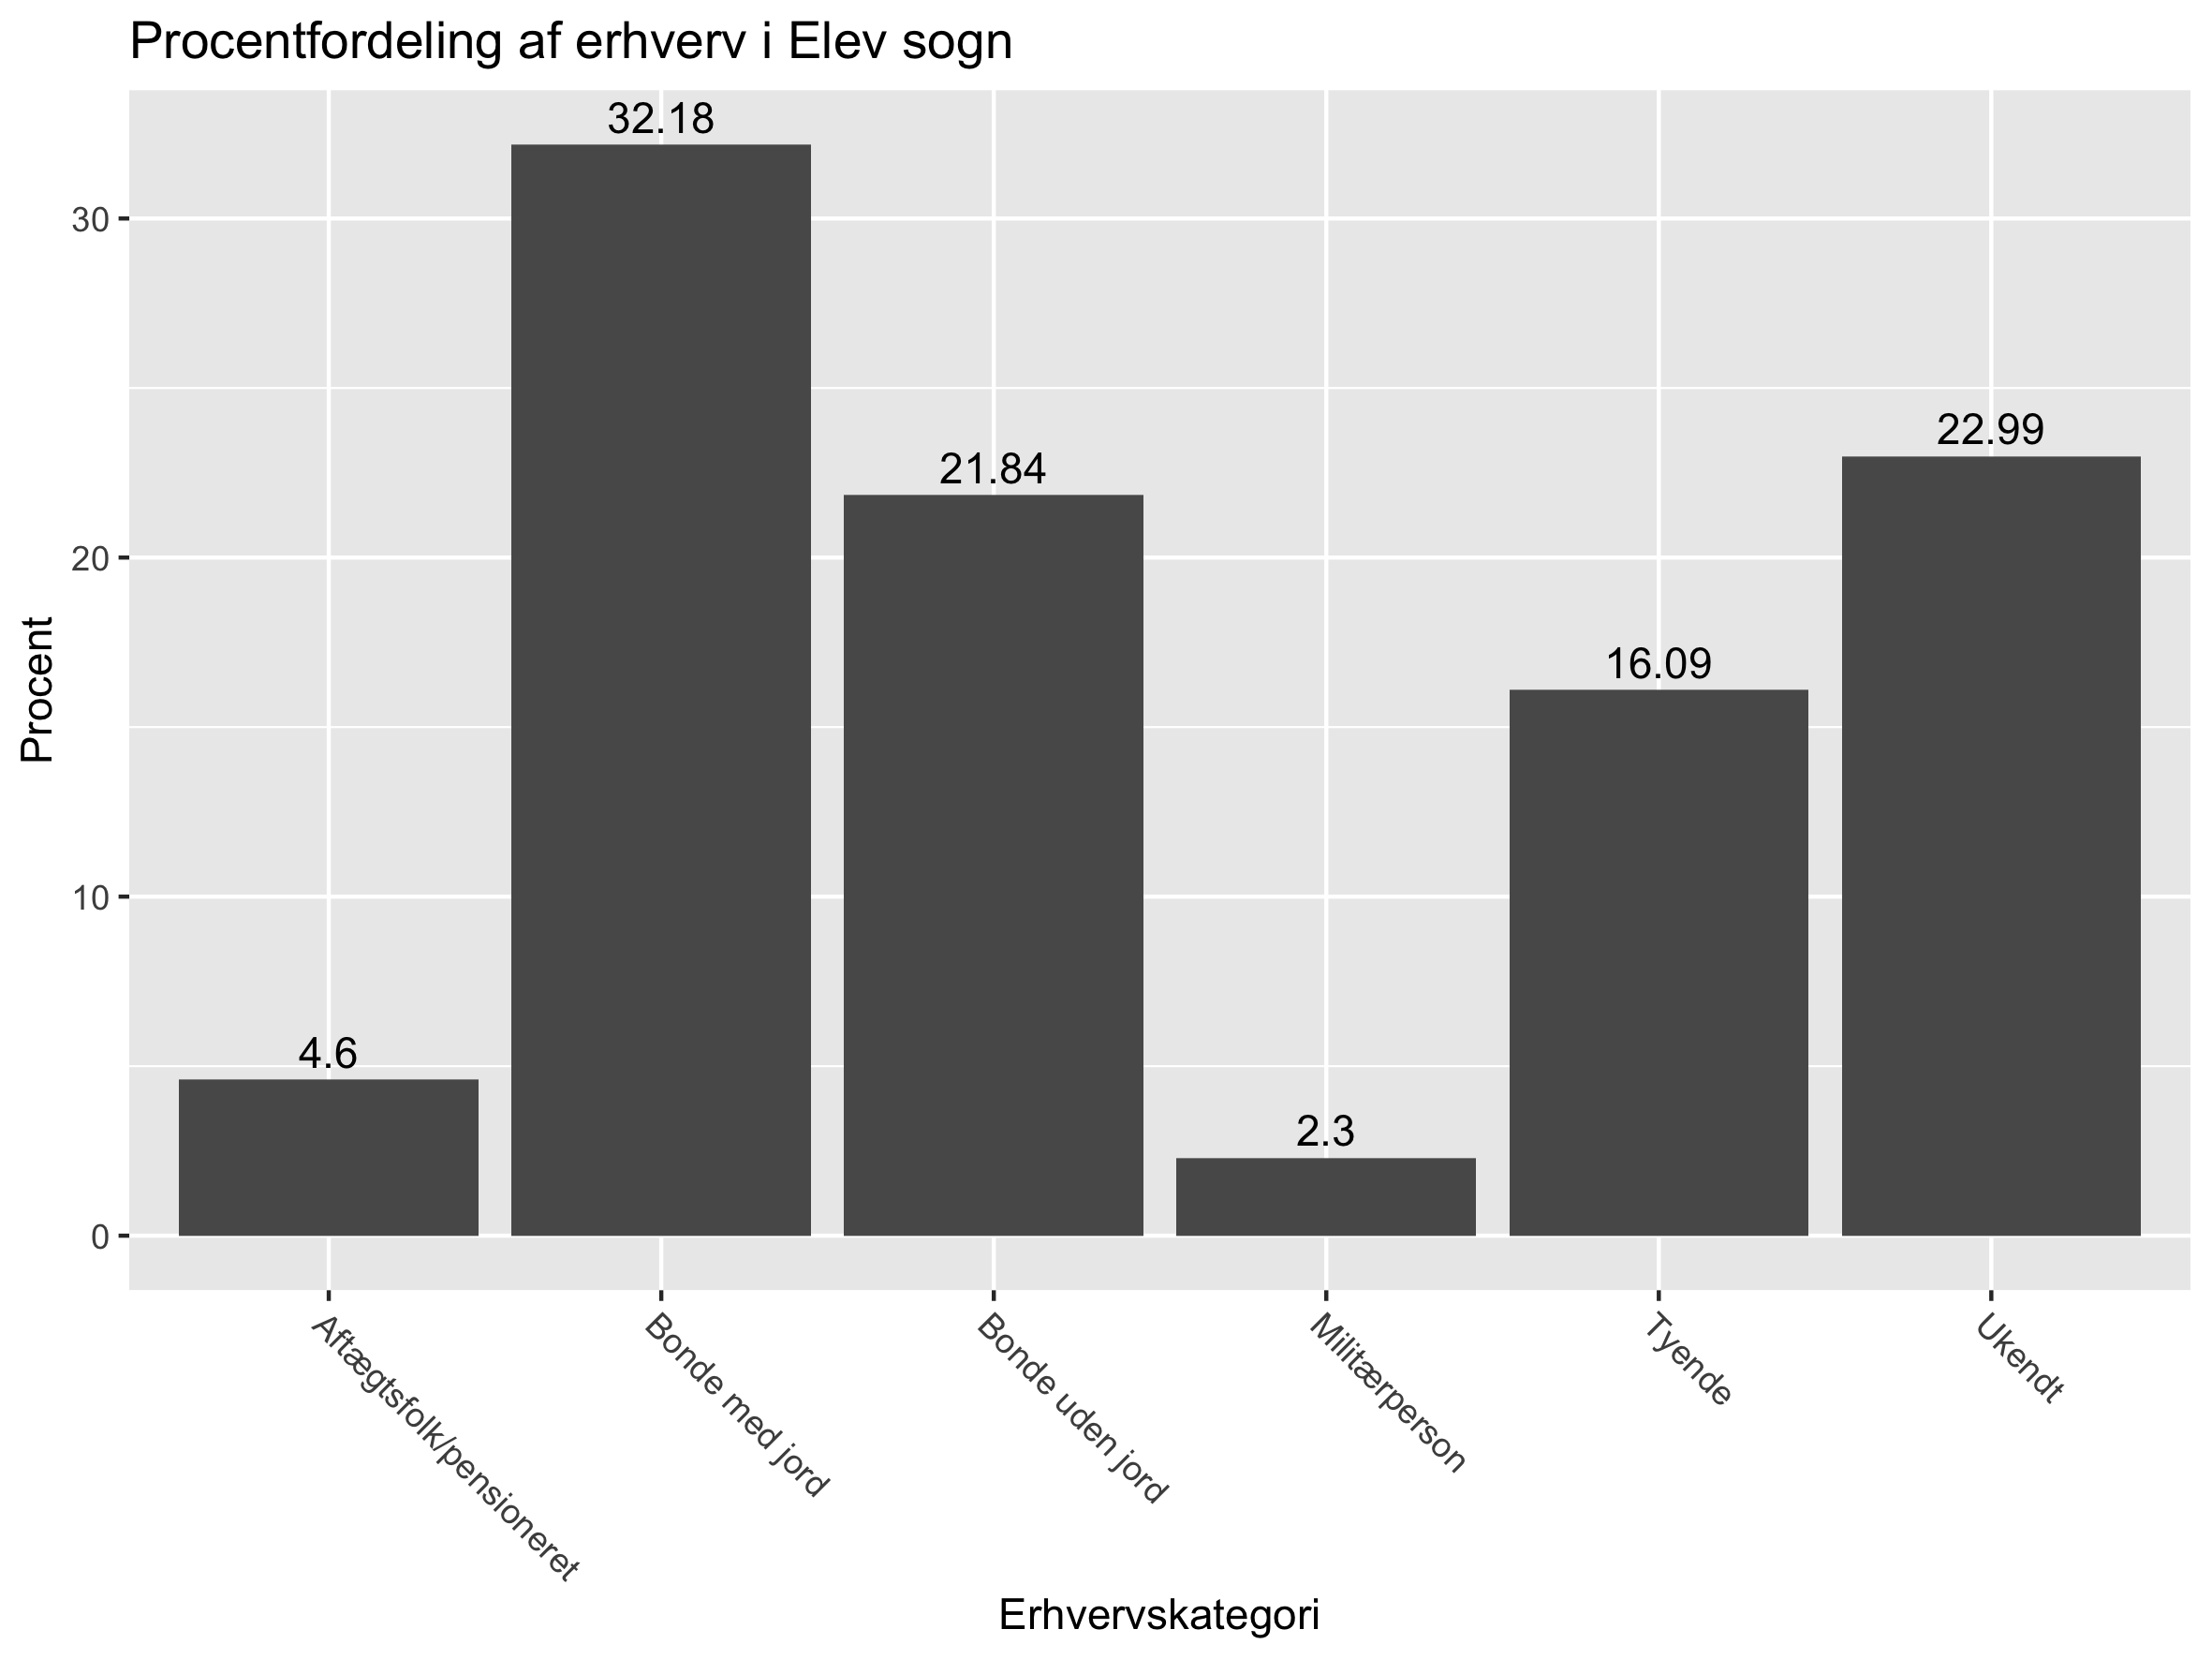 Procentfordeling af erhverv i Elev sogn
32.18
30
22.99
21.84
20
16.09
Procent
10
4.6
2.3
0
Aftægtsfolk/pensioneret
Bonde med jord
Bonde uden jord
Militærperson
Tyende
Ukendt
Erhvervskategori